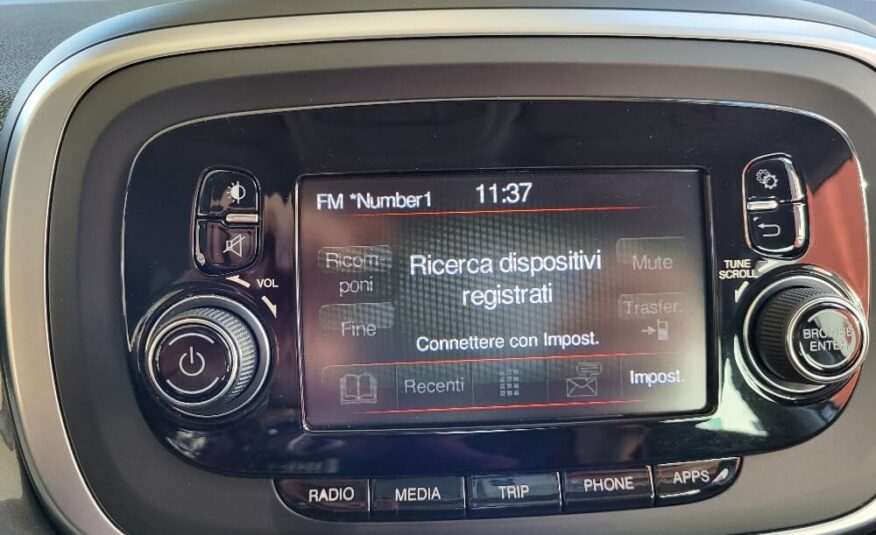 FM *Number1 11:37
Ricom
poni
Ricerca dispositivi
registrati
Mute
Fine
Connettere con Impost.
Trasfer.
Recenti
Impost.
VOL
TUNE
SCROLL
BROWSE
ENTER
RADIO MEDIA TRIP PHONE APPS